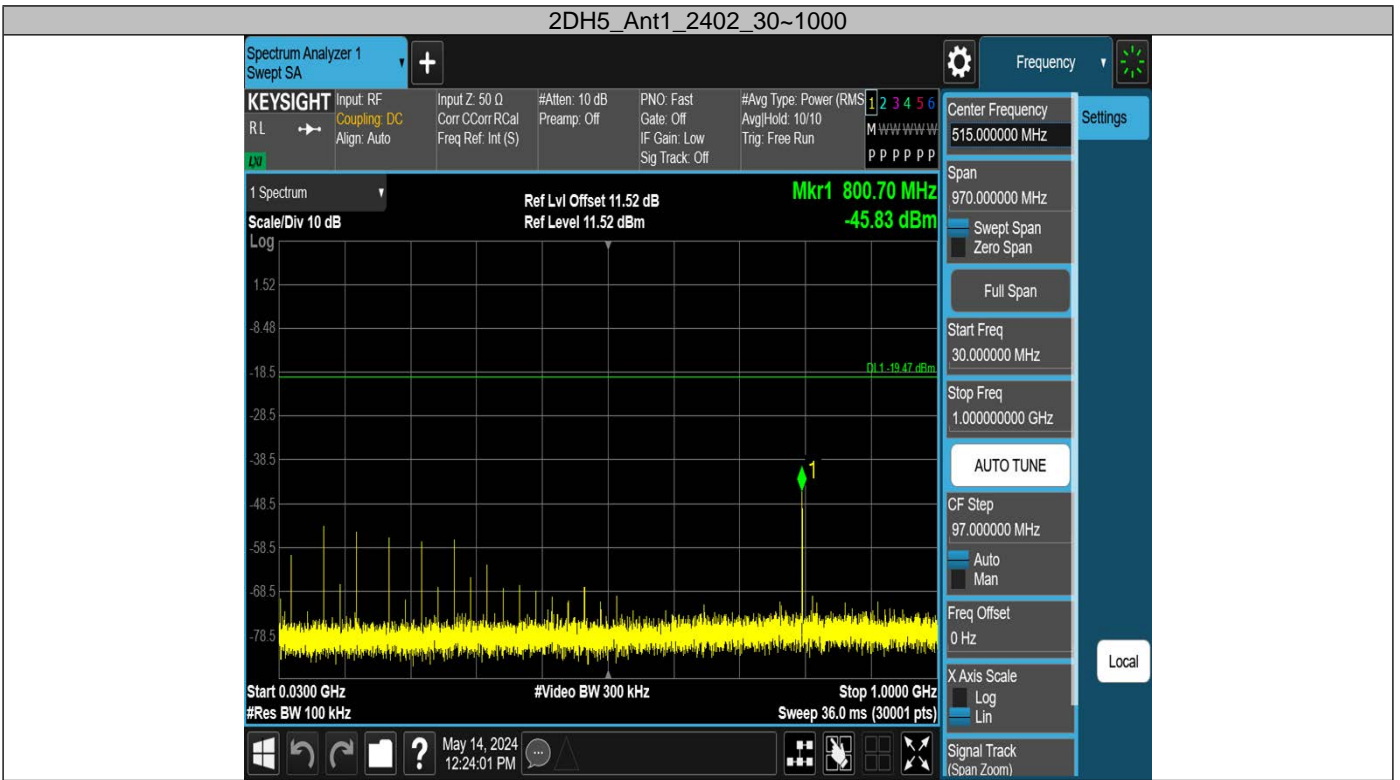 2DH5_Ant1_2402_30~1000
Spectrum Analyzer 1
Swept SA
+
Frequency
KEYSIGHT
RL
LXI
Input: RF
Coupling: DC
Align: Auto
Input Z: 50 Ω
Corr CCorr RCal
Freq Ref: Int (S)
#Atten: 10 dB
Preamp: Off
PNO: Fast
Gate: Off
IF Gain: Low
Sig Track: Off
#Avg Type: Power (RMS
Avg|Hold: 10/10
Trig: Free Run
1 2 3 4 5 6
M W W W W W
P P P P P P
1 Spectrum
Scale/Div 10 dB
Log
Ref Lvl Offset 11.52 dB
Ref Level 11.52 dBm
Mkr1 800.70 MHz
-45.83 dBm
1.52
-8.48
-18.5
DL1 -19.47 dBm
-28.5
-38.5
1
-48.5
-58.5
-68.5
-78.5
Start 0.0300 GHz
#Res BW 100 kHz
#Video BW 300 kHz
Stop 1.0000 GHz
Sweep 36.0 ms (30001 pts)
?
May 14, 2024
12:24:01 PM
Center Frequency
515.000000 MHz
Span
970.000000 MHz
Swept Span
Zero Span
Full Span
Start Freq
30.000000 MHz
Stop Freq
1.000000000 GHz
AUTO TUNE
CF Step
97.000000 MHz
Auto
Man
Freq Offset
0 Hz
X Axis Scale
Log
Lin
Signal Track
(Span Zoom)
Settings
Local